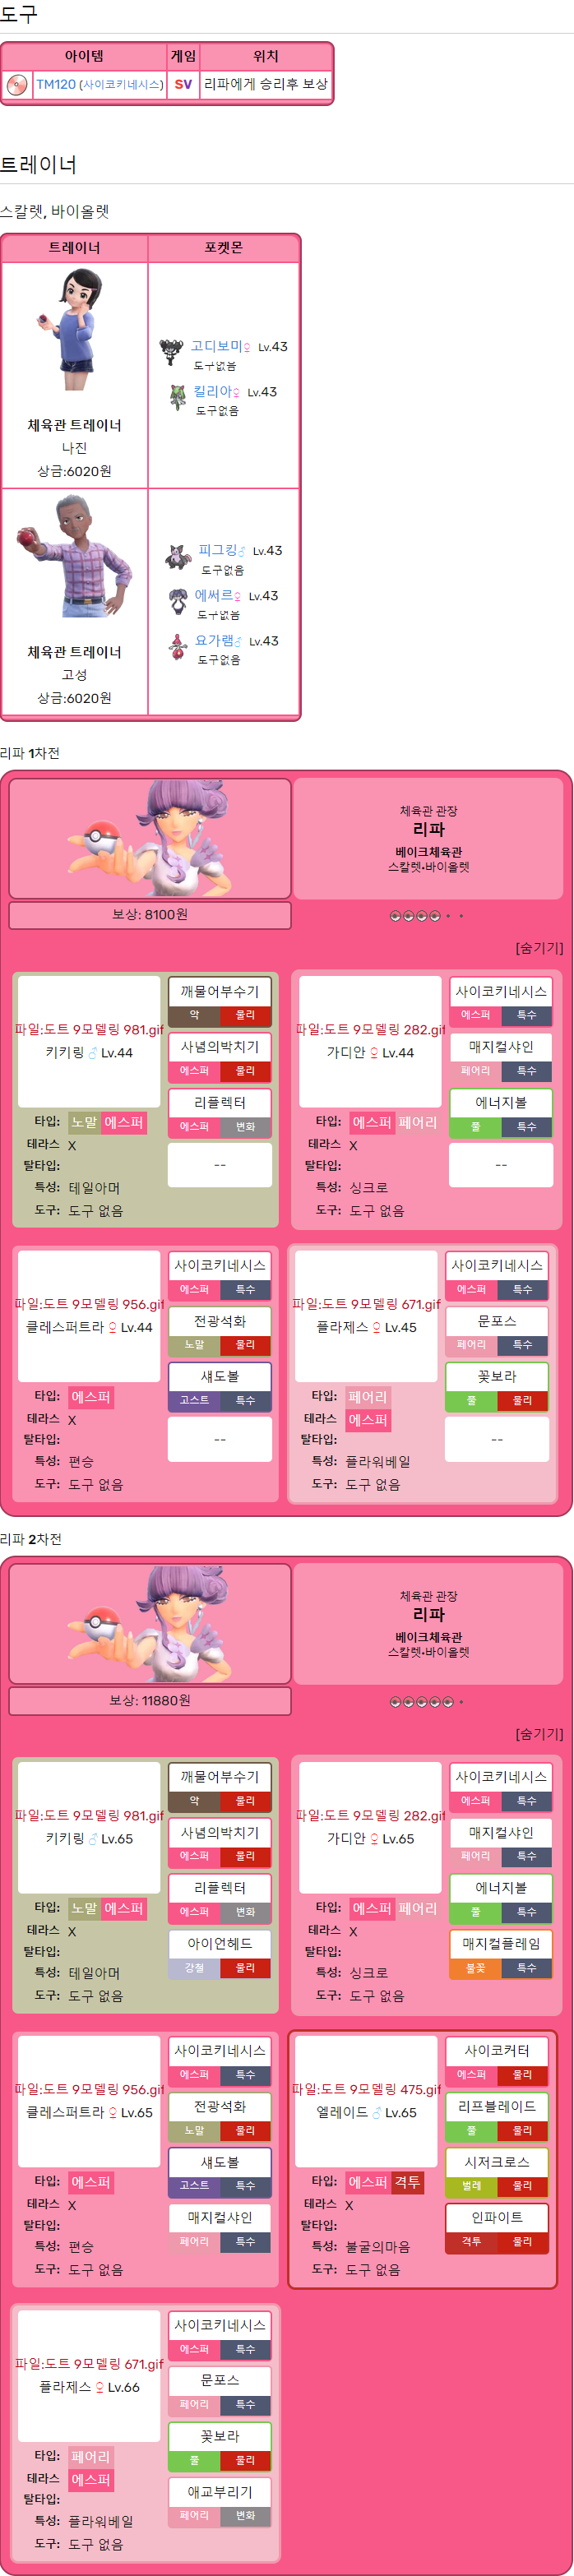 도구
아이템 게임 위치
TM120 (사이코키네시스) SV 리파에게 승리후 보상
트레이너
스칼렛, 바이올렛
트레이너 포켓몬
고디보미♀ Lv.43
도구없음
킬리아♀ Lv.43
도구없음
체육관 트레이너
나진
상금:6020원
피그킹♂ Lv.43
도구없음
에써르♀ Lv.43
도구없음
요가램♂ Lv.43
도구없음
체육관 트레이너
고성
상금:6020원
리파 1차전
체육관 관장
리파
베이크체육관
스칼렛·바이올렛
보상: 8100원
[숨기기]
파일:도트 9모델링 981.gif
키키링 ♂ Lv.44
타입: 노말 에스퍼
테라스탈타입: X
특성: 테일아머
도구: 도구 없음
깨물어부수기
악 물리
사념의박치기
에스퍼 물리
리플렉터
에스퍼 변화
--
파일:도트 9모델링 282.gif
가디안 ♀ Lv.44
타입: 에스퍼 페어리
테라스탈타입: X
특성: 싱크로
도구: 도구 없음
사이코키네시스
에스퍼 특수
매지컬샤인
페어리 특수
에너지볼
풀 특수
--
파일:도트 9모델링 956.gif
클레스퍼트라 ♀ Lv.44
타입: 에스퍼
테라스탈타입: X
특성: 편승
도구: 도구 없음
사이코키네시스
에스퍼 특수
전광석화
노말 물리
섀도볼
고스트 특수
--
파일:도트 9모델링 671.gif
플라제스 ♀ Lv.45
타입: 페어리
테라스탈타입: 에스퍼
특성: 플라워베일
도구: 도구 없음
사이코키네시스
에스퍼 특수
문포스
페어리 특수
꽃보라
풀 물리
--
리파 2차전
체육관 관장
리파
베이크체육관
스칼렛·바이올렛
보상: 11880원
[숨기기]
파일:도트 9모델링 981.gif
키키링 ♂ Lv.65
타입: 노말 에스퍼
테라스탈타입: X
특성: 테일아머
도구: 도구 없음
깨물어부수기
악 물리
사념의박치기
에스퍼 물리
리플렉터
에스퍼 변화
아이언헤드
강철 물리
파일:도트 9모델링 282.gif
가디안 ♀ Lv.65
타입: 에스퍼 페어리
테라스탈타입: X
특성: 싱크로
도구: 도구 없음
사이코키네시스
에스퍼 특수
매지컬샤인
페어리 특수
에너지볼
풀 특수
매지컬플레임
불꽃 특수
파일:도트 9모델링 956.gif
클레스퍼트라 ♀ Lv.65
타입: 에스퍼
테라스탈타입: X
특성: 편승
도구: 도구 없음
사이코키네시스
에스퍼 특수
전광석화
노말 물리
섀도볼
고스트 특수
매지컬샤인
페어리 특수
파일:도트 9모델링 475.gif
엘레이드 ♂ Lv.65
타입: 에스퍼 격투
테라스탈타입: X
특성: 불굴의마음
도구: 도구 없음
사이코커터
에스퍼 물리
리프블레이드
풀 물리
시저크로스
벌레 물리
인파이트
격투 물리
파일:도트 9모델링 671.gif
플라제스 ♀ Lv.66
타입: 페어리
테라스탈타입: 에스퍼
특성: 플라워베일
도구: 도구 없음
사이코키네시스
에스퍼 특수
문포스
페어리 특수
꽃보라
풀 물리
애교부리기
페어리 변화